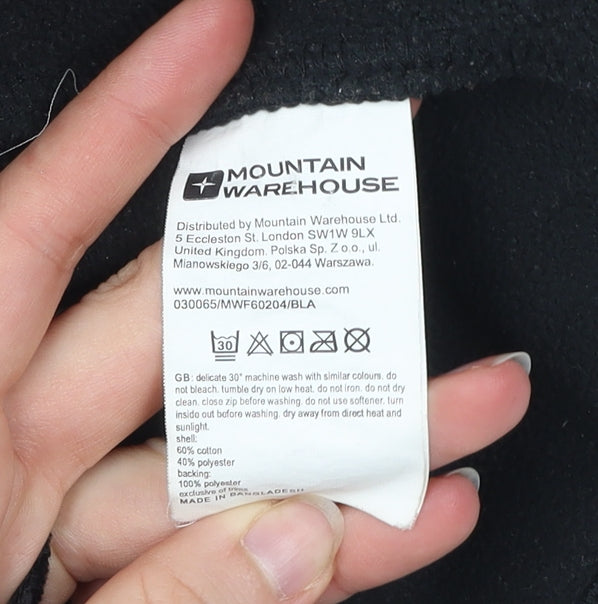 MOUNTAIN
WAREHOUSE
Distributed by Mountain Warehouse Ltd.
5 Eccleston St. London SW1W 9LX
United Kingdom. Polska Sp. Z o.o., ul.
Mianowskiego 3/6, 02-044 Warszawa.
www.mountainwarehouse.com
030065/MWF60204/BLA
30
GB: delicate 30° machine wash with similar colours. do
not bleach. tumble dry on low heat. do not iron. do not dry
clean. close zip before washing. do not use softener. turn
inside out before washing. dry away from direct heat and
sunlight.
shell:
60% cotton
40% polyester
backing:
100% polyester
exclusive of trims
MADE IN BANGLADESH